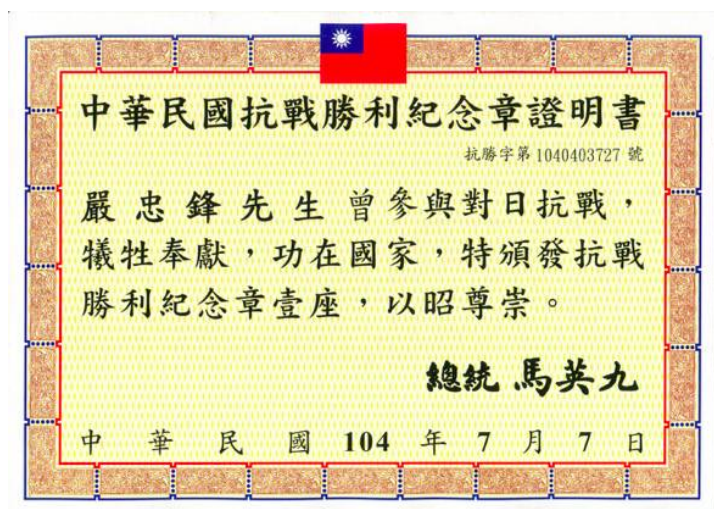 中華民國抗戰勝利紀念章證明書
抗勝字第1040403727號
嚴忠鋒先生曾參與對日抗戰，
犧牲奉獻，功在國家，特頒發抗戰
勝利紀念章壹座，以昭尊崇。
總統 馬英九
中華民國104年7月7日